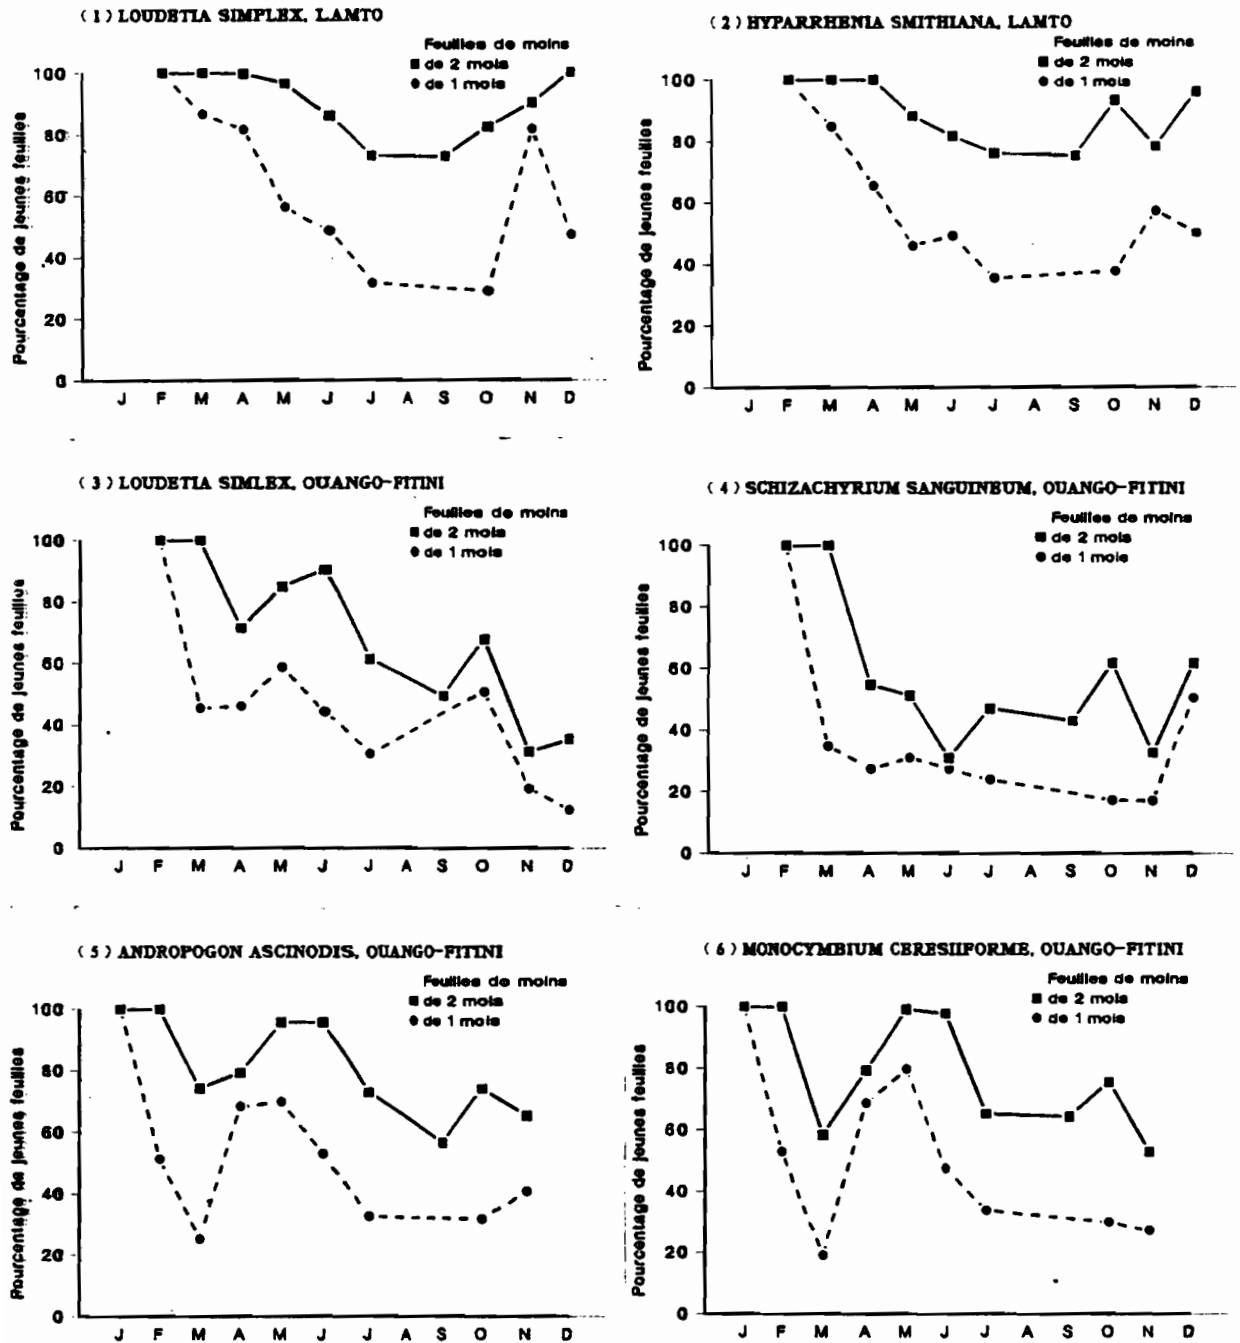 (1) LOUDETIA SIMPLEX, LAMTO
Feuilles de moins
de 2 mois
de 1 mois
Pourcentage de jeunes feuilles
100
80
60
40
20
0
J F M A M J J A S O N D
(2) HYPARRHENIA SMITHIANA, LAMTO
Feuilles de moins
de 2 mois
de 1 mois
Pourcentage de jeunes feuilles
100
80
60
40
20
0
J F M A M J J A S O N D
(3) LOUDETIA SIMLEX, OUANGO-FITINI
Feuilles de moins
de 2 mois
de 1 mois
Pourcentage de jeunes feuilles
100
80
60
40
20
0
J F M A M J J A S O N D
(4) SCHIZACHYRIUM SANGUINEUM, OUANGO-FITINI
Feuilles de moins
de 2 mois
de 1 mois
Pourcentage de jeunes feuilles
100
80
60
40
20
0
J F M A M J J A S O N D
(5) ANDROPOGON ASCINODIS, OUANGO-FITINI
Feuilles de moins
de 2 mois
de 1 mois
Pourcentage de jeunes feuilles
100
80
60
40
20
0
J F M A M J J A S O N D
(6) MONOCYMBIUM CERESIIFORME, OUANGO-FITINI
Feuilles de moins
de 2 mois
de 1 mois
Pourcentage de jeunes feuilles
100
80
60
40
20
0
J F M A M J J A S O N D